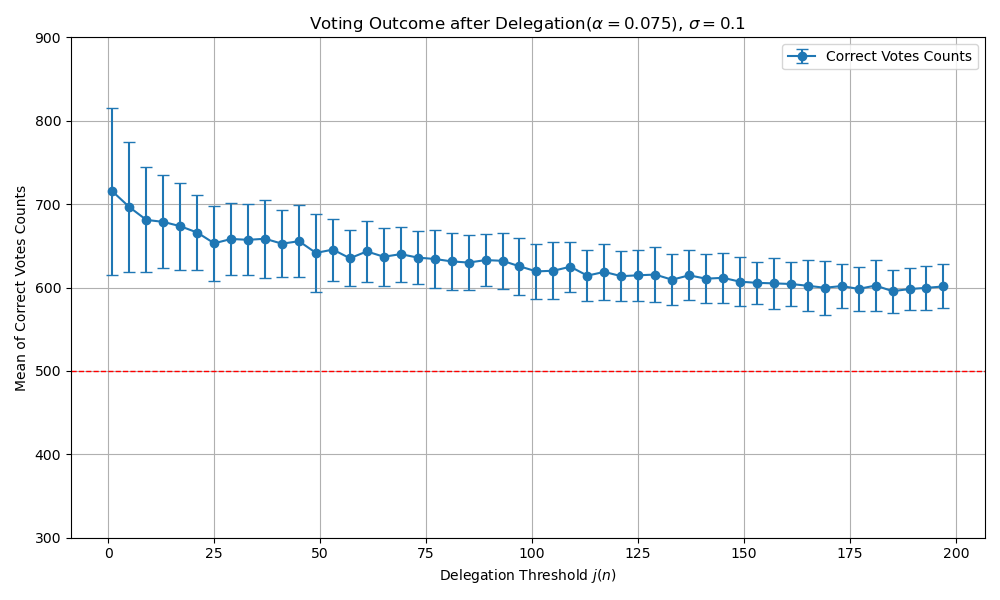 Voting Outcome after Delegation(α = 0.075), σ = 0.1
Correct Votes Counts
Mean of Correct Votes Counts
900
800
700
600
500
400
300
0 25 50 75 100 125 150 175 200
Delegation Threshold j(n)